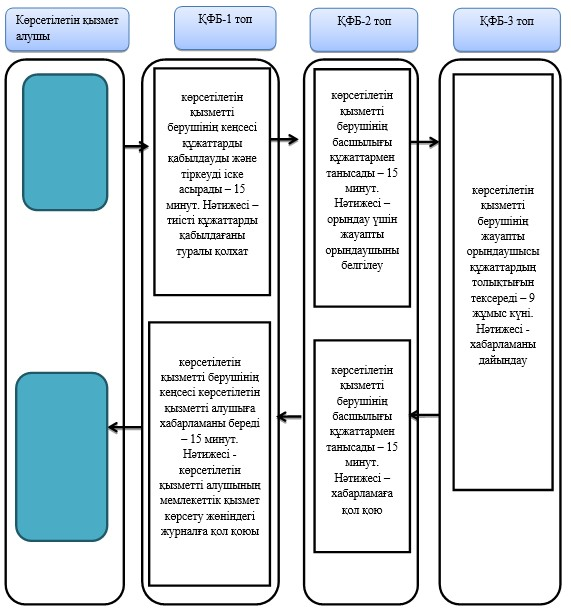 Көрсетілетін қызмет
алушы
ҚФБ-1 топ
ҚФБ-2 топ
ҚФБ-3 топ
көрсетілетін
қызметті
берушінің кеңсесі
құжаттарды
қабылдауды және
тіркеуді іске
асырады – 15
минут. Нәтижесі –
тиісті құжаттарды
қабылдағаны
туралы қолхат
көрсетілетін
қызметті
берушінің
басшылығы
құжаттармен
танысады – 15
минут.
Нәтижесі –
орындау үшін
жауапты
орындаушыны
белгілеу
көрсетілетін
қызметті
берушінің
жауапты
орындаушысы
құжаттардың
толықтығын
тексереді – 9
жұмыс күні.
Нәтижесі -
хабарламаны
дайындау
көрсетілетін
қызметті
берушінің
басшылығы
құжаттармен
танысады – 15
минут.
Нәтижесі –
хабарламаға
қол қою
көрсетілетін
қызметті берушінің
кеңсесі көрсетілетін
қызметті алушыға
хабарламаны береді
– 15 минут.
Нәтижесі -
көрсетілетін
қызметті алушының
мемлекеттік қызмет
көрсету жөніндегі
журналға қол қоюы